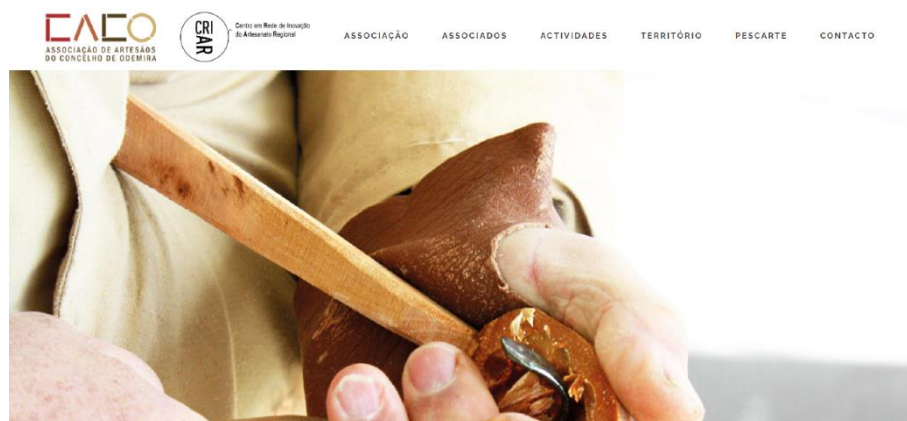 CACO
ASSOCIAÇÃO DE ARTESÃOS
DO CONCELHO DE ODEMIRA
CRI
AR
Centro em Rede de Inovação
do Artesanato Regional
ASSOCIAÇÃO
ASSOCIADOS
ACTIVIDADES
TERRITÓRIO
PESCARTE
CONTACTO